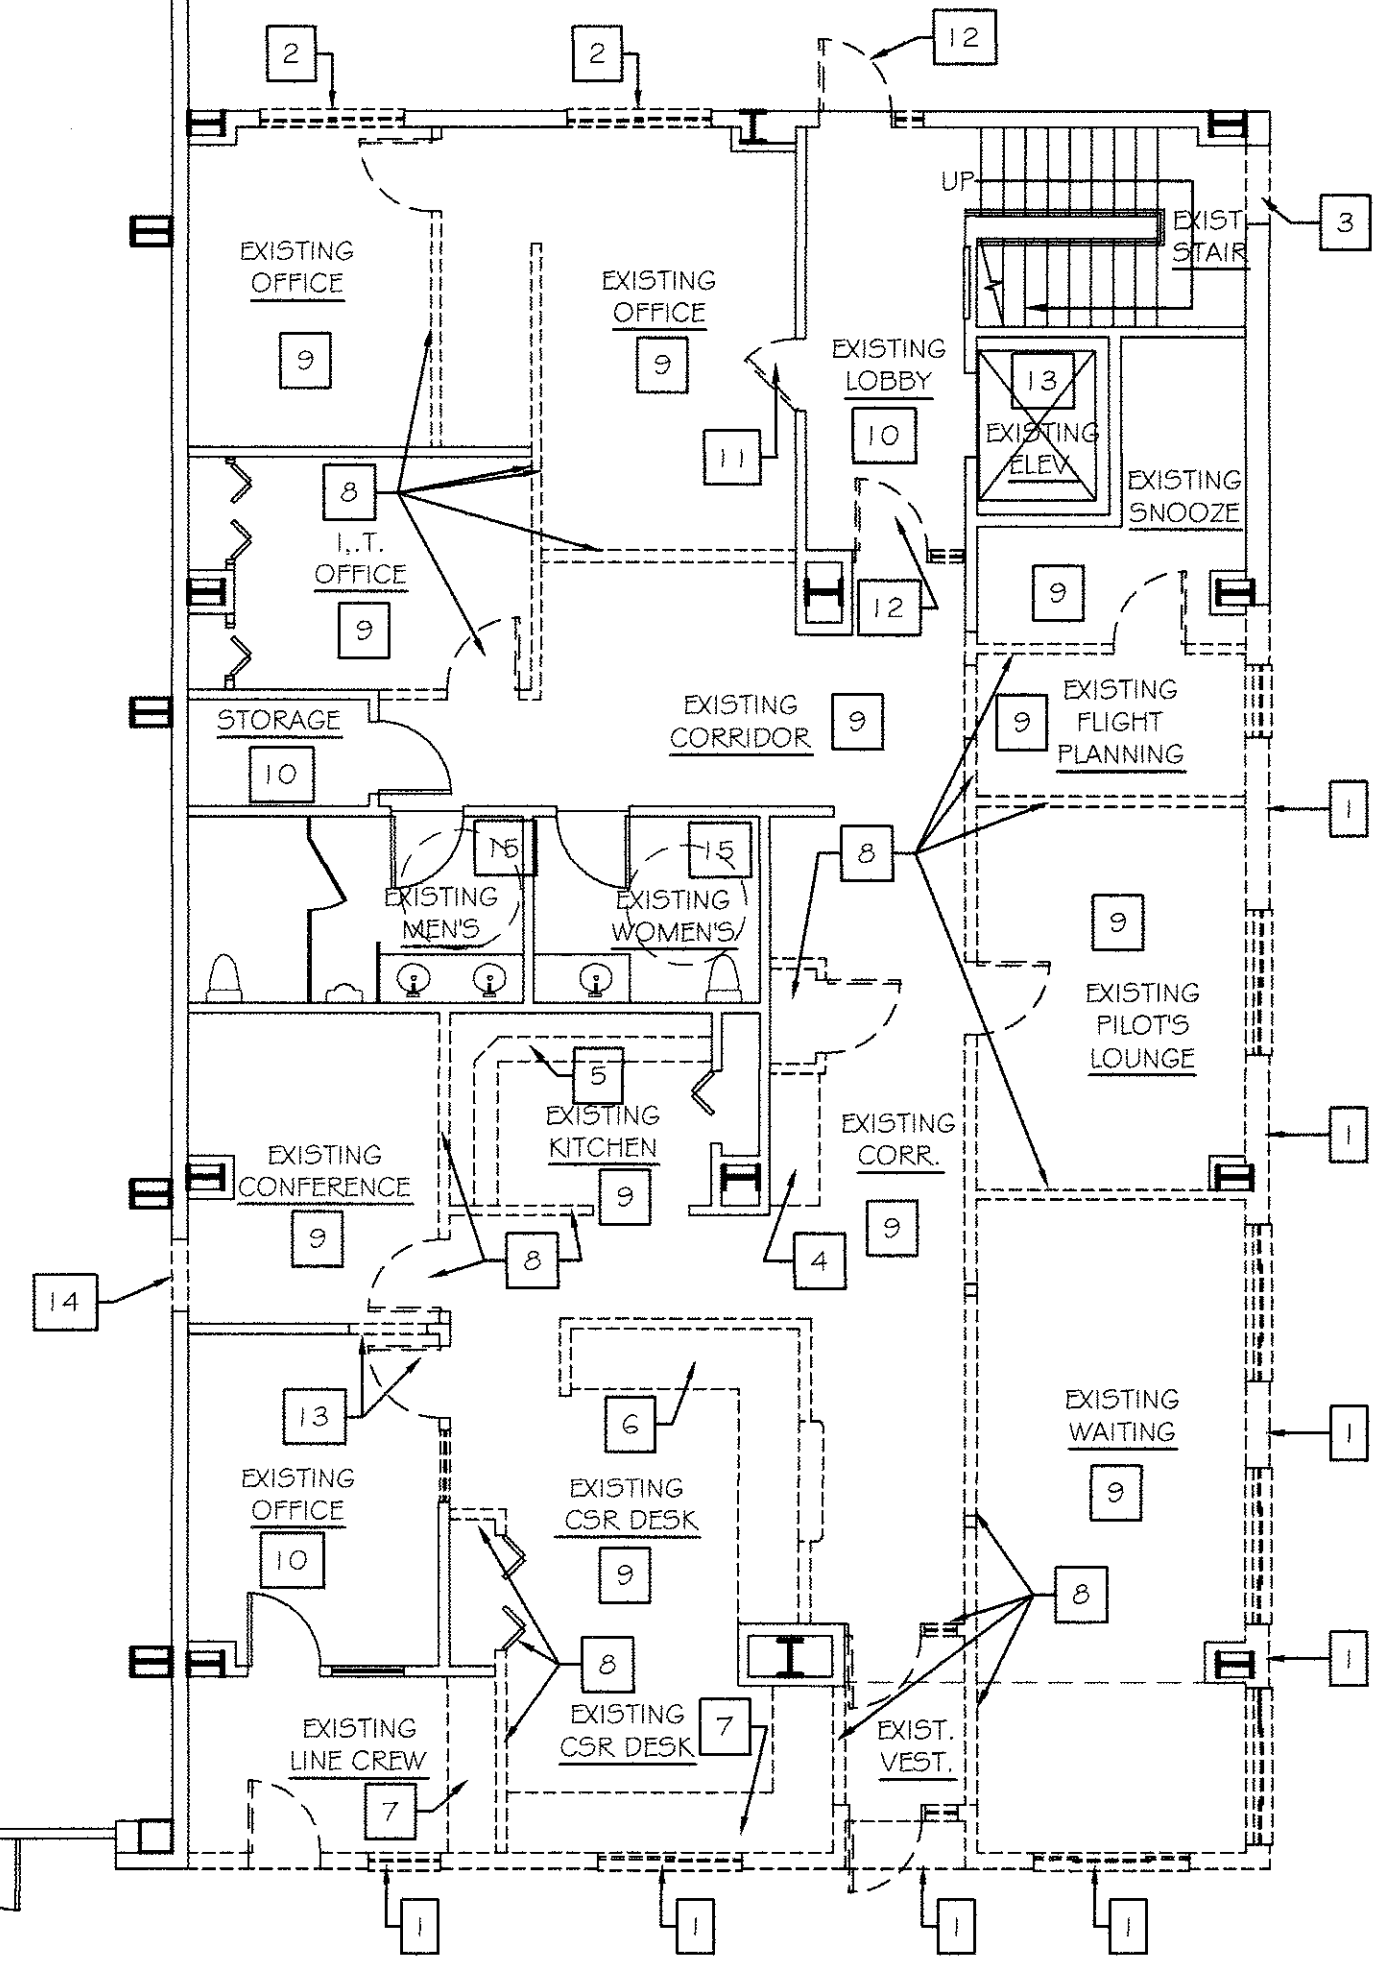 2
2
12
UP
3
EXIST
STAIR
EXISTING
OFFICE
9
EXISTING
OFFICE
9
EXISTING
LOBBY
10
13
EXISTING
ELEV.
11
EXISTING
SNOOZE
8
I..T.
OFFICE
9
12
9
STORAGE
10
EXISTING
CORRIDOR
9
9
EXISTING
FLIGHT
PLANNING
1
15
EXISTING
MEN'S
15
EXISTING
WOMEN'S
8
9
EXISTING
PILOT'S
LOUNGE
5
EXISTING
KITCHEN
9
EXISTING
CORR.
9
1
EXISTING
CONFERENCE
9
8
4
14
13
6
EXISTING
WAITING
9
1
EXISTING
OFFICE
10
EXISTING
CSR DESK
9
8
8
1
EXISTING
LINE CREW
7
EXISTING
CSR DESK
7
EXIST.
VEST.
1
1
1
1